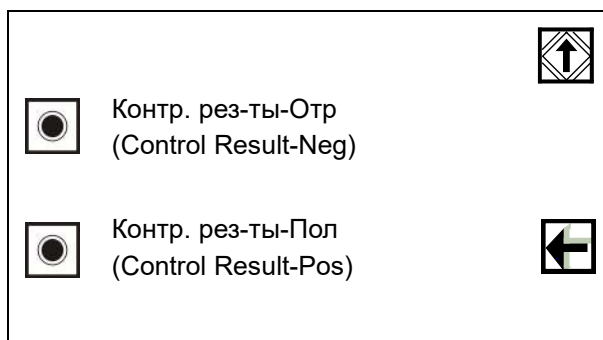 Контр. рез-ты-Отр
(Control Result-Neg)
Контр. рез-ты-Пол
(Control Result-Pos)